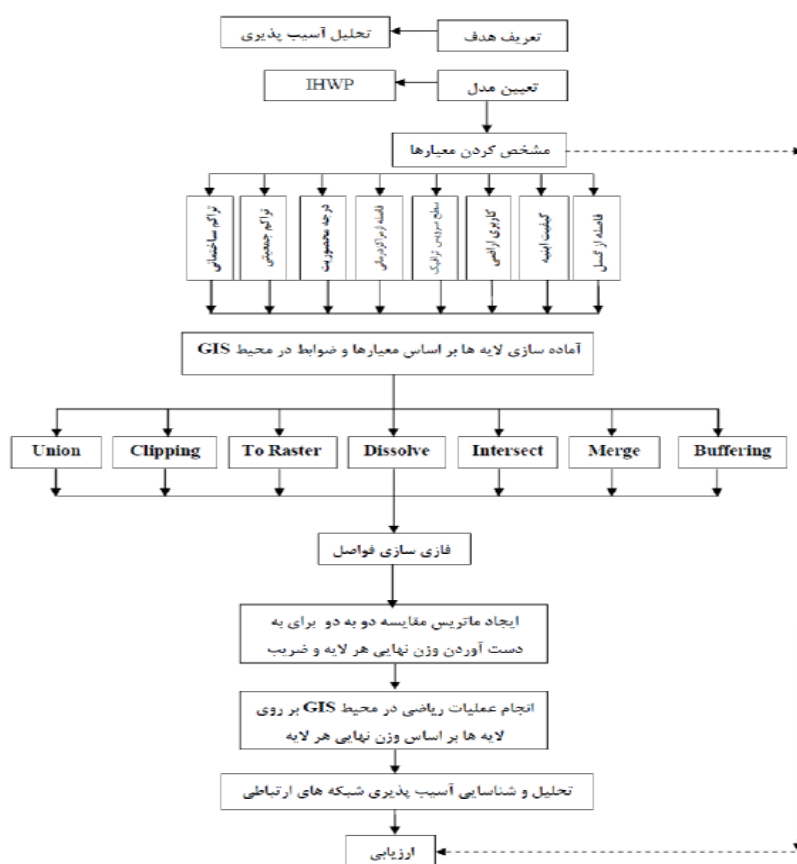 تعریف هدف
تحلیل آسیب پذیری
تعیین مدل
IHWP
مشخص کردن معیارها
فاصله از گسل
کیفیت ابنیه
کاربری اراضی
سطح سرویس ترافیک
فاصله از مراکز درمانی
درجه محصوریت
تراکم جمعیتی
تراکم ساختمانی
آماده سازی لایه ها بر اساس معیارها و ضوابط در محیط GIS
Union
Clipping
To Raster
Dissolve
Intersect
Merge
Buffering
فازی سازی فواصل
ایجاد ماتریس مقایسه دو به دو برای به
دست آوردن وزن نهایی هر لایه و ضریب
انجام عملیات ریاضی در محیط GIS بر روی
لایه ها بر اساس وزن نهایی هر لایه
تحلیل و شناسایی آسیب پذیری شبکه های ارتباطی
ارزیابی